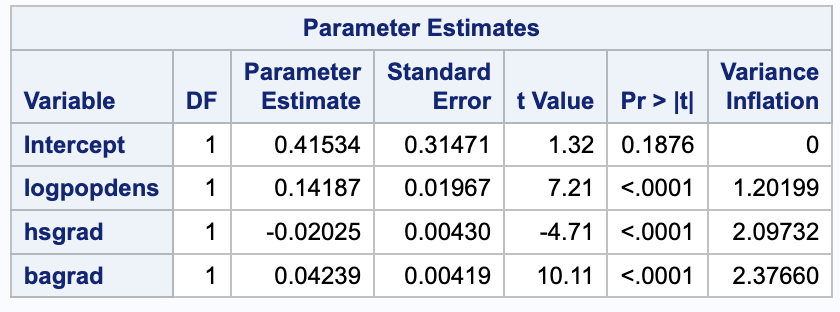 Parameter Estimates
Variable DF Parameter Estimate Standard Error t Value Pr > |t| Variance Inflation
Intercept 1 0.41534 0.31471 1.32 0.1876 0
logpopdens 1 0.14187 0.01967 7.21 <.0001 1.20199
hsgrad 1 -0.02025 0.00430 -4.71 <.0001 2.09732
bagrad 1 0.04239 0.00419 10.11 <.0001 2.37660